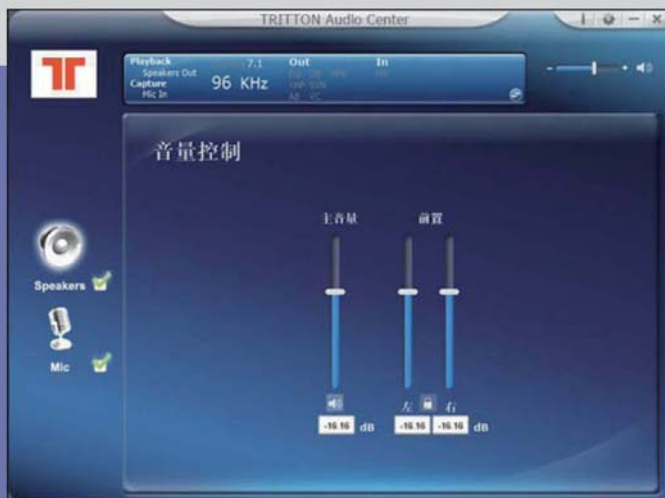 TRITTON Audio Center
Playback 7.1 Out In
Speakers Out
Capture 96 KHz
Mic In
音量控制
主音量 前置
Speakers
Mic
左 右
-16.16 dB -16.16 -16.16 dB